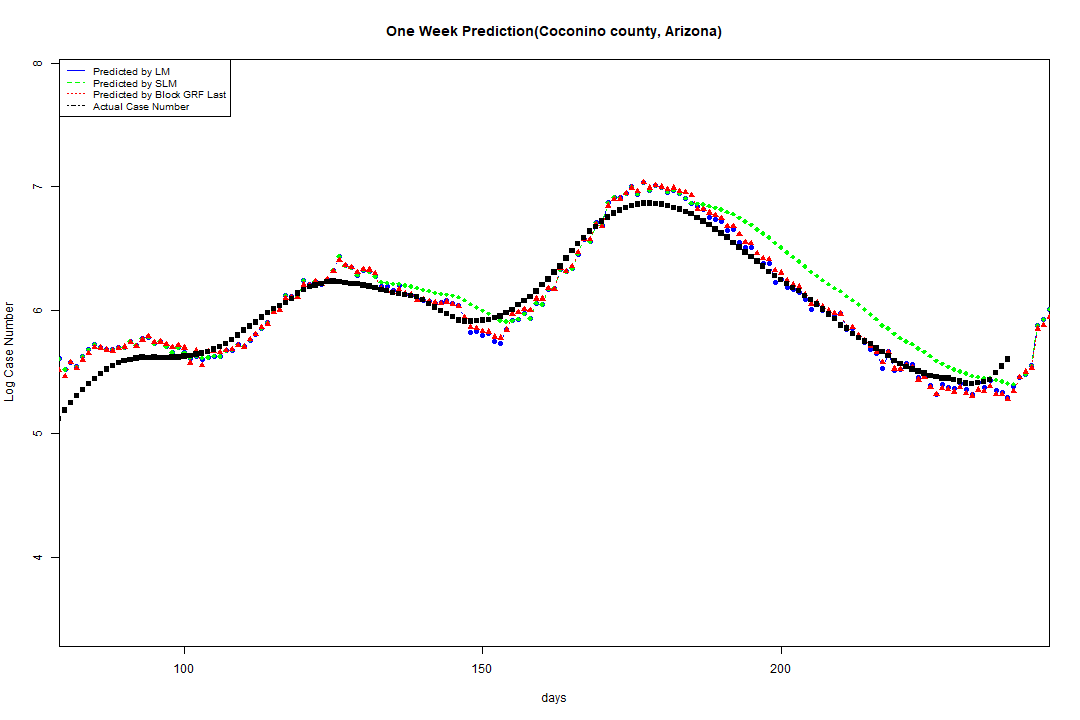 One Week Prediction(Coconino county, Arizona)
Predicted by LM
Predicted by SLM
Predicted by Block GRF Last
Actual Case Number
8
7
6
5
4
Log Case Number
100
150
200
days